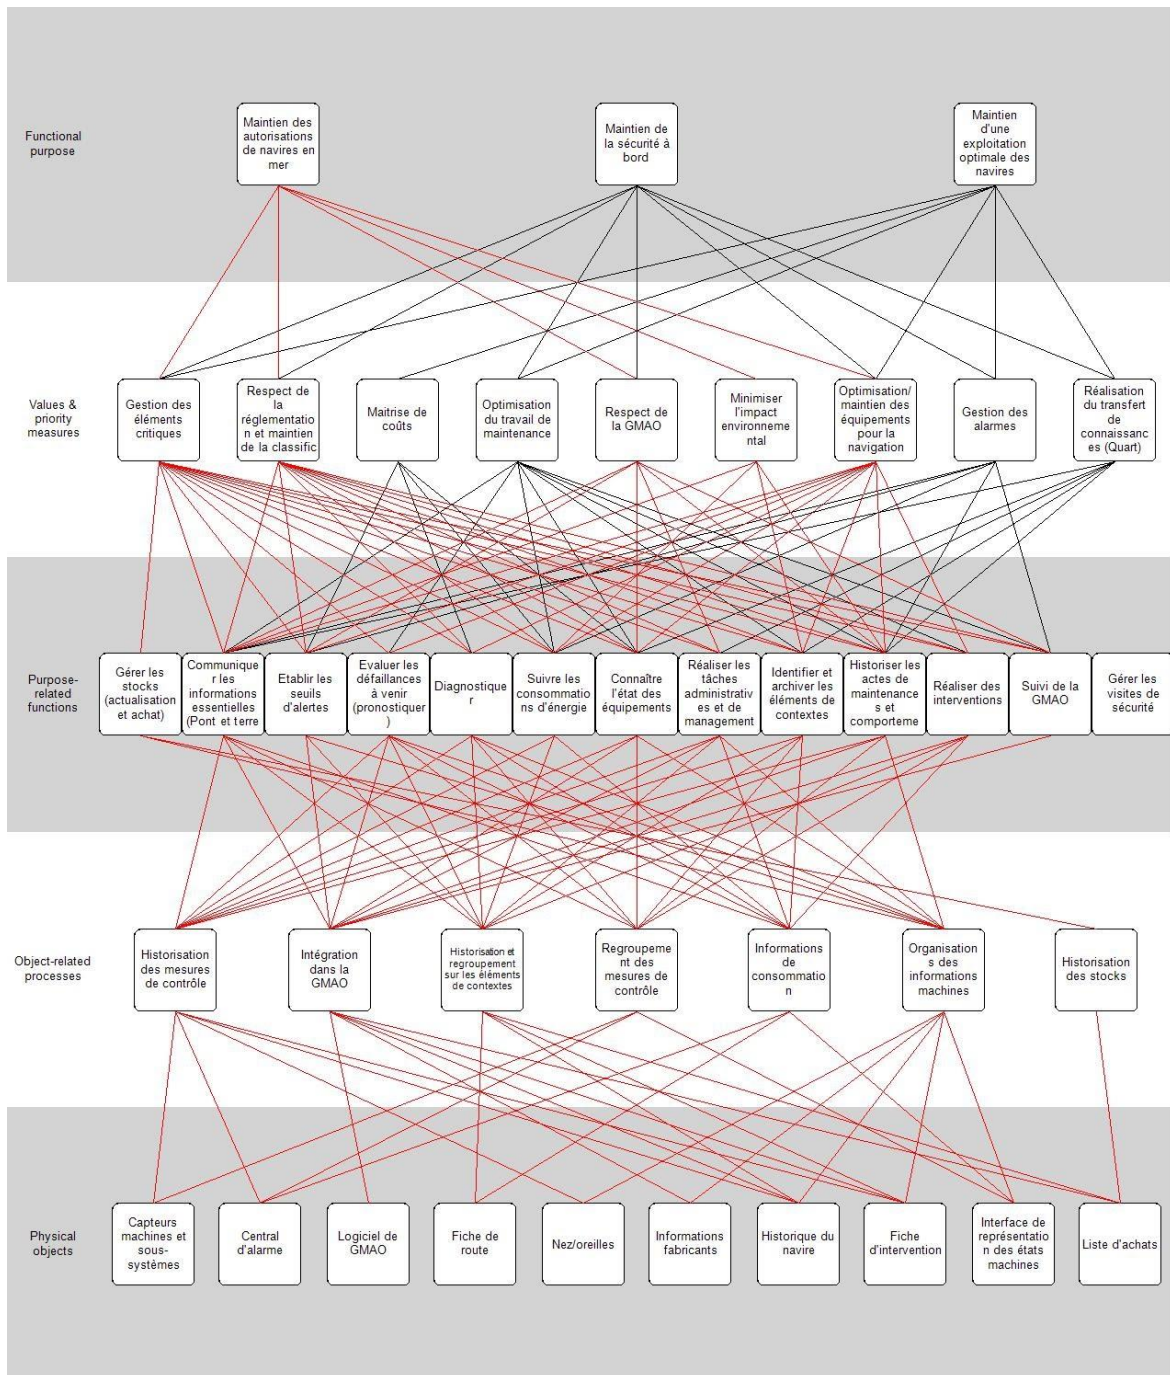 Functional
purpose
Maintien des
autorisations
de navires en
mer
Maintien de
la sécurité à
bord
Maintien
d'une
exploitation
optimale des
navires
Values &
priority
measures
Gestion des
éléments
critiques
Respect de
la
réglementatio
n et maintien
de la classific
Maitrise de
coûts
Optimisation
du travail de
maintenance
Respect de
la GMAO
Minimiser
l'impact
environneme
ntal
Optimisation/
maintien des
équipements
pour la
navigation
Gestion des
alarmes
Réalisation
du transfert
de
connaissanc
es (Quart)
Purpose-
related
functions
Gérer les
stocks
(actualisation
et achat)
Communique
r les
informations
essentielles
(Pont et terre
Etablir les
seuils
d'alertes
Evaluer les
défaillances
à venir
(pronostiquer
)
Diagnostique
r
Suivre les
consommatio
ns d'énergie
Connaître
l'état des
équipements
Réaliser les
tâches
administrativ
es et de
management
Identifier et
archiver les
éléments de
contextes
Historiser les
actes de
maintenance
s et
comporteme
Réaliser des
interventions
Suivi de la
GMAO
Gérer les
visites de
sécurité
Object-related
processes
Historisation
des mesures
de contrôle
Intégration
dans la
GMAO
Historisation et
regroupement
sur les éléments
de contextes
Regroupeme
nt des
mesures de
contrôle
Informations
de
consommatio
n
Organisation
s des
informations
machines
Historisation
des stocks
Physical
objects
Capteurs
machines et
sous-
systèmes
Central
d'alarme
Logiciel de
GMAO
Fiche de
route
Nez/oreilles
Informations
fabricants
Historique du
navire
Fiche
d'intervention
Interface de
représentatio
n des états
machines
Liste d'achats